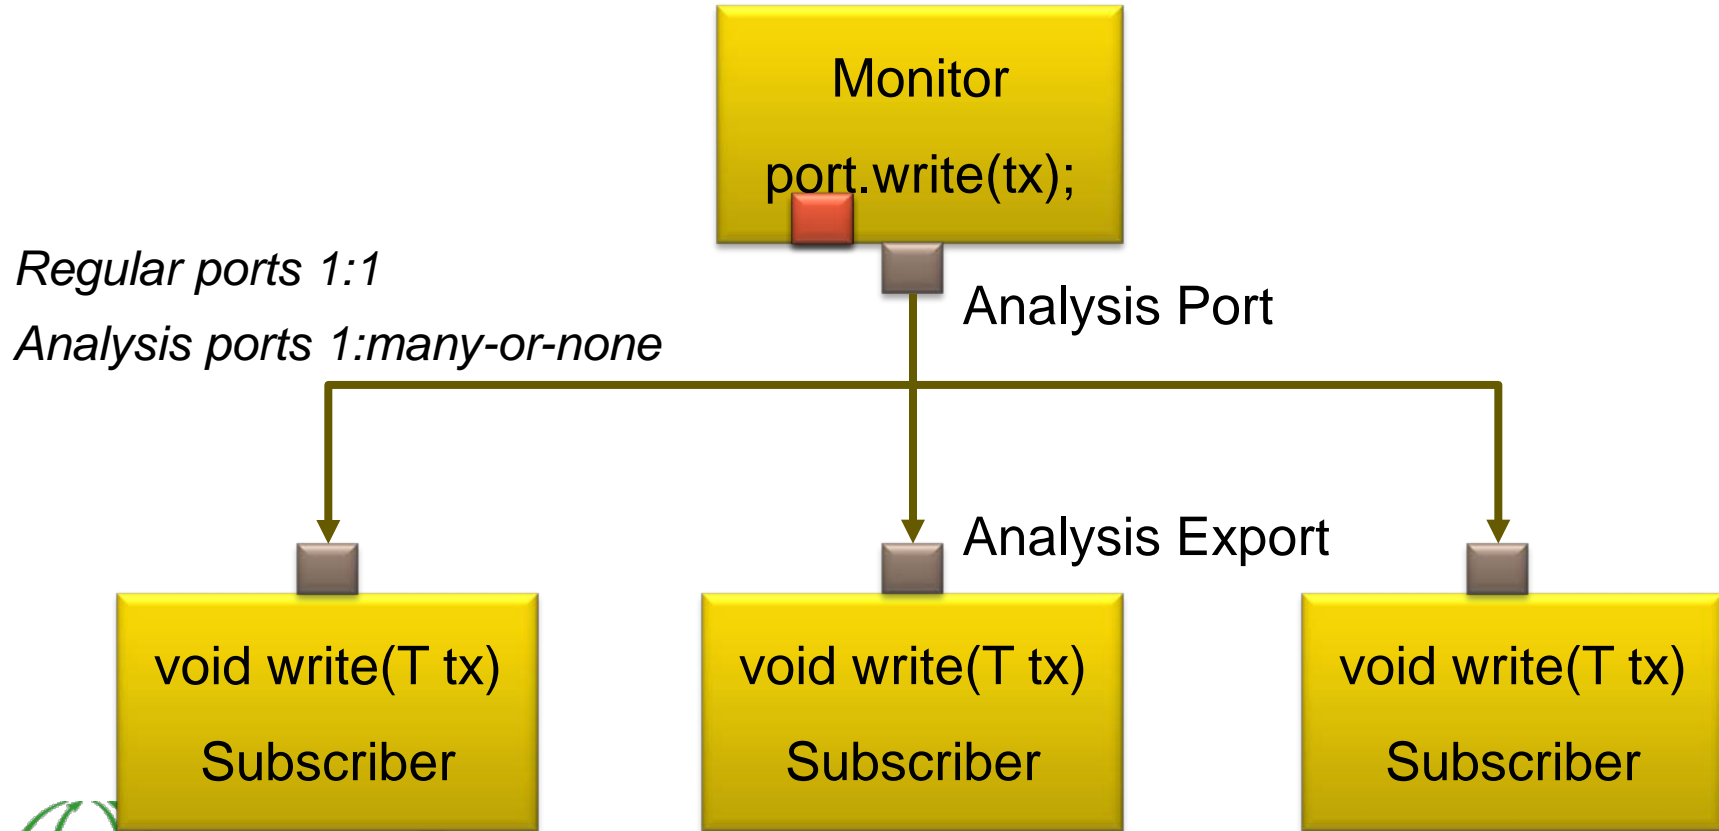 Monitor
port.write(tx);
Regular ports 1:1
Analysis Port
Analysis ports 1:many-or-none
Analysis Export
void write(T tx)
Subscriber
void write(T tx)
Subscriber
void write(T tx)
Subscriber